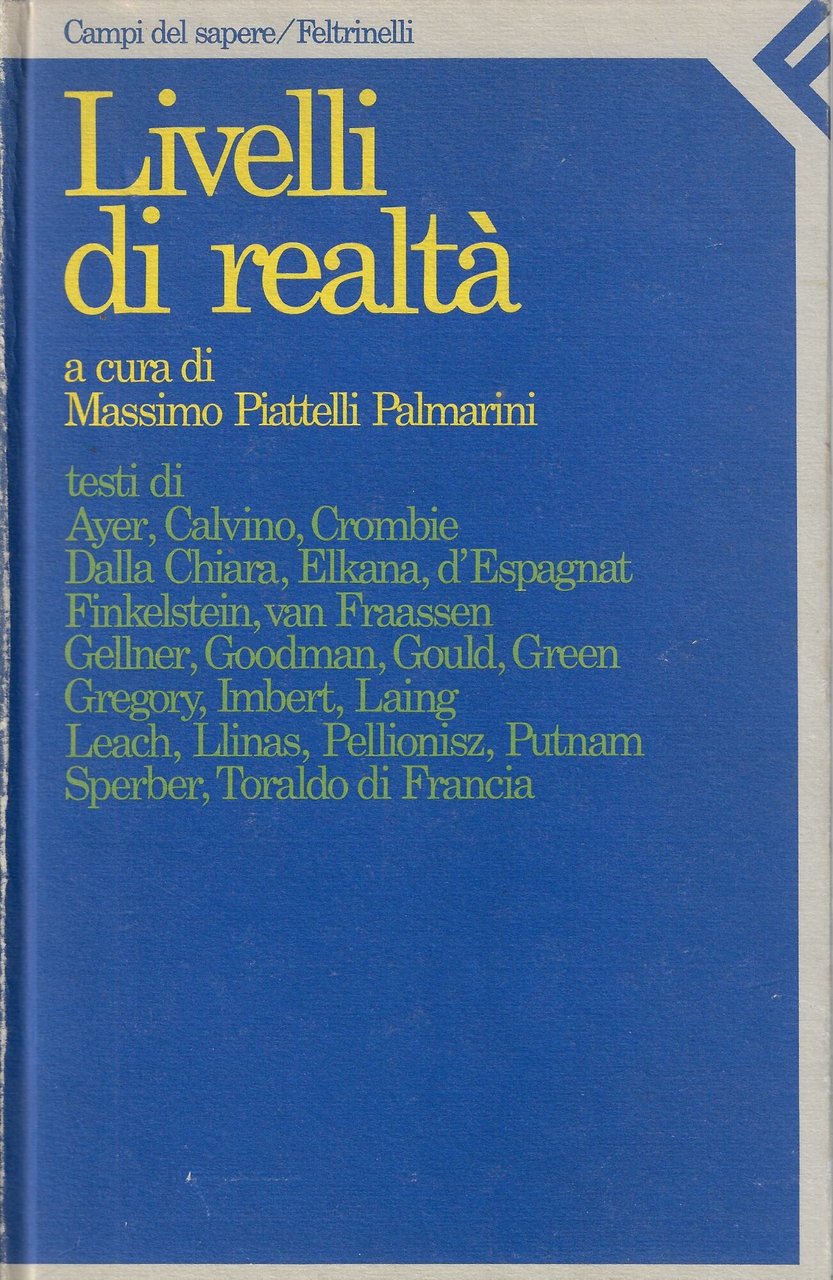 Campi del sapere/Feltrinelli
Livelli
di realtà
a cura di
Massimo Piattelli Palmarini
testi di
Ayer, Calvino, Crombie
Dalla Chiara, Elkana, d'Espagnat
Finkelstein, van Fraassen
Gellner, Goodman, Gould, Green
Gregory, Imbert, Laing
Leach, Llinas, Pellionisz, Putnam
Sperber, Toraldo di Francia